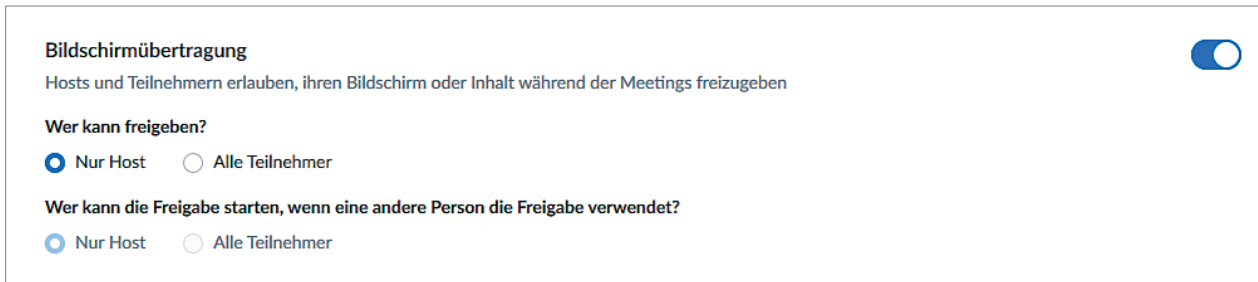 Bildschirmübertragung
Hosts und Teilnehmern erlauben, ihren Bildschirm oder Inhalt während der Meetings freizugeben
Wer kann freigeben?
Nur Host Alle Teilnehmer
Wer kann die Freigabe starten, wenn eine andere Person die Freigabe verwendet?
Nur Host Alle Teilnehmer